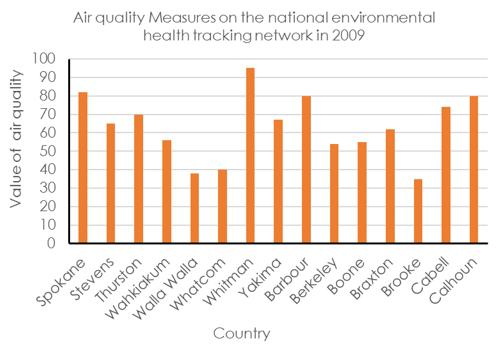 Air quality Measures on the national environmental
health tracking network in 2009
Value of air quality
100
90
80
70
60
50
40
30
20
10
0
Spokane
Stevens
Thurston
Wahkiakum
Walla Walla
Whatcom
Whitman
Yakima
Barbour
Berkeley
Boone
Braxton
Brooke
Cabell
Calhoun
Country